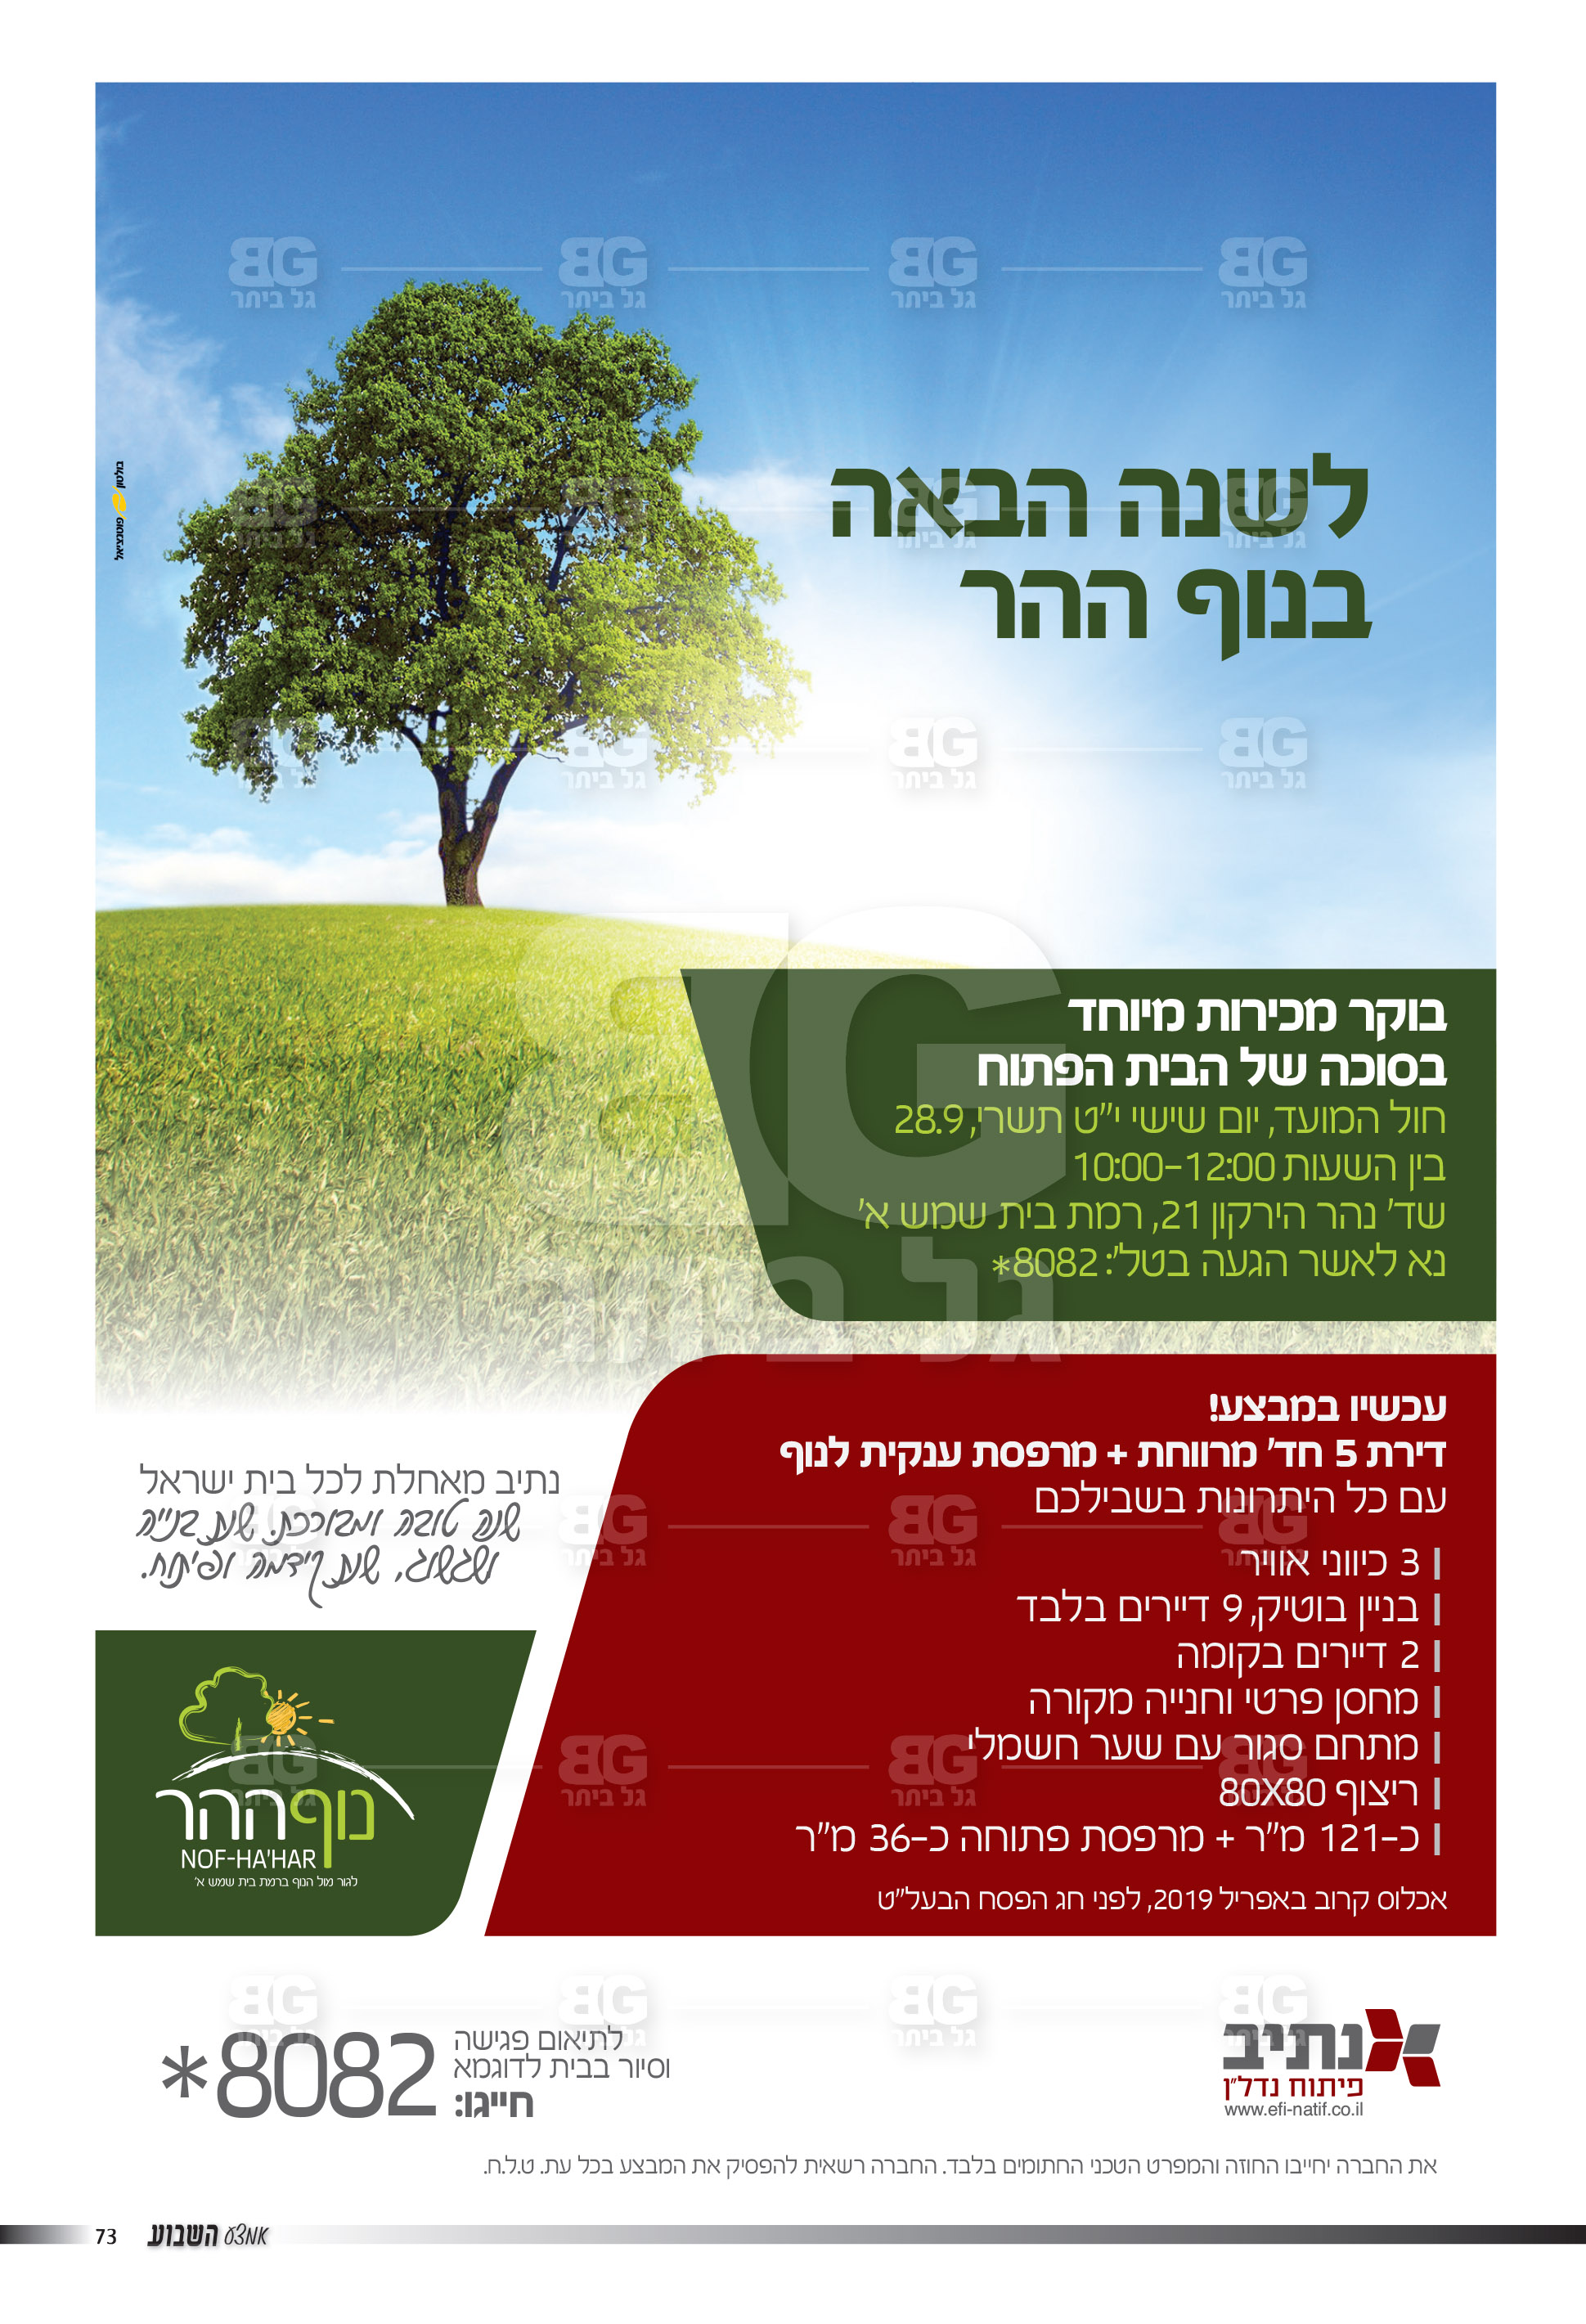 לשנה הבאה
בנוף ההר
בולטון פוטנציאל
בוקר מכירות מיוחד
בסוכה של הבית הפתוח
חול המועד, יום שישי י"ט תשרי, 28.9
בין השעות 10:00-12:00
שד' נהר הירקון 21, רמת בית שמש א'
נא לאשר הגעה בטל': 8082*
עכשיו במבצע!
דירת 5 חד' מרווחת + מרפסת ענקית לנוף
עם כל היתרונות בשבילכם
3 כיווני אוויר
בניין בוטיק, 9 דיירים בלבד
2 דיירים בקומה
מחסן פרטי וחנייה מקורה
מתחם סגור עם שער חשמלי
ריצוף 80X80
כ-121 מ"ר + מרפסת פתוחה כ-36 מ"ר
אכלוס קרוב באפריל 2019, לפני חג הפסח הבעל"ט
נתיב מאחלת לכל בית ישראל
שנה טובה ומבורכת. שנת בנייה
ושגשוג, שנת קידמה ופיתוח.
נוף ההר
NOF-HA'HAR
לגור מול הנוף ברמת בית שמש א'
נתיב
פיתוח נדל"ן
www.efi-natif.co.il
לתיאום פגישה
וסיור בבית לדוגמא
חייגו:
8082*
את החברה יחייבו החוזה והמפרט הטכני החתומים בלבד. החברה רשאית להפסיק את המבצע בכל עת. ט.ל.ח.
אמצע השבוע 73
BG
גל ביתר